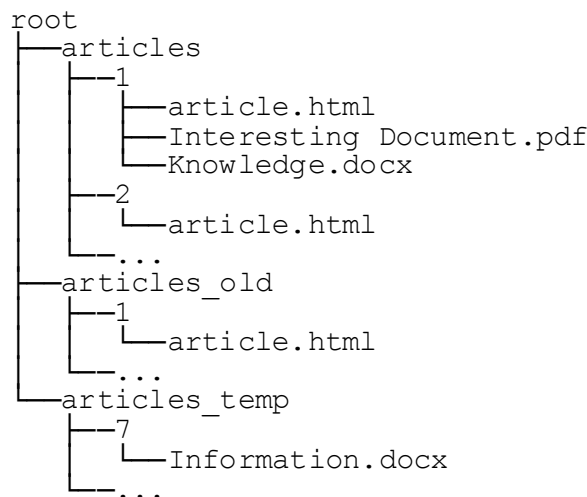 root
articles
1
article.html
Interesting Document.pdf
Knowledge.docx
2
article.html
...
articles_old
1
article.html
...
articles_temp
7
Information.docx
...